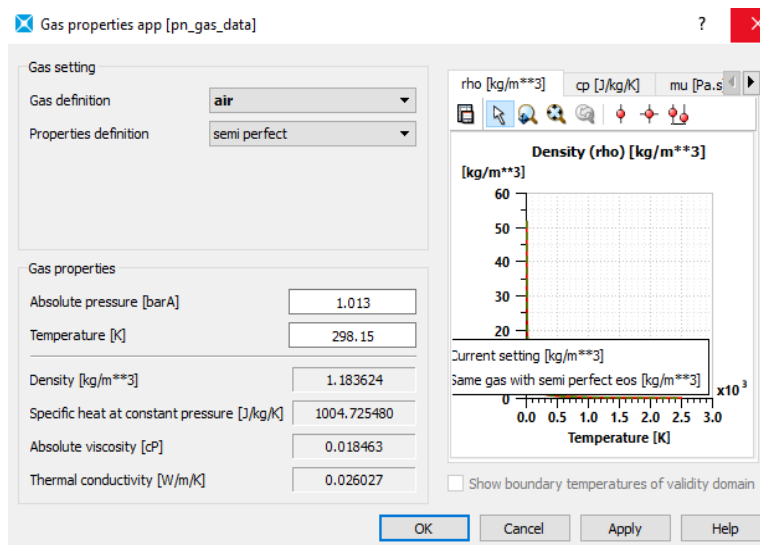 Gas properties app [pn_gas_data]
?
Gas setting
Gas definition air
Properties definition semi perfect
Gas properties
Absolute pressure [barA] 1.013
Temperature [K] 298.15
Density [kg/m**3] 1.183624
Specific heat at constant pressure [J/kg/K] 1004.725480
Absolute viscosity [cP] 0.018463
Thermal conductivity [W/m/K] 0.026027
rho [kg/m**3] cp [J/kg/K] mu [Pa.s
Density (rho) [kg/m**3]
[kg/m**3]
60
50
40
30
20
Current setting [kg/m**3]
Same gas with semi perfect eos [kg/m**3]
0
x10 3
0.0 0.5 1.0 1.5 2.0 2.5 3.0
Temperature [K]
Show boundary temperatures of validity domain
OK Cancel Apply Help